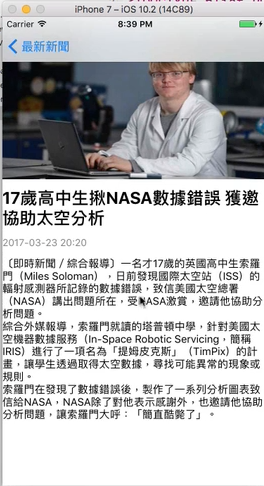 iPhone 7 – iOS 10.2 (14C89)
Carrier 8:39 PM
最新新聞
17歲高中生揪NASA數據錯誤 獲邀
協助太空分析
2017-03-23 20:20
〔即時新聞／綜合報導〕一名才17歲的英國高中生索羅
門（Miles Soloman），日前發現國際太空站（ISS）的
輻射感測器所記錄的數據錯誤，致信美國太空總署
（NASA）講出問題所在，受NASA激賞，邀請他協助分
析問題。
綜合外媒報導，索羅門就讀的塔普頓中學，針對美國太
空機器人數據服務（In-Space Robotic Servicing，簡稱
IRIS）進行了一項名為「提姆皮克斯」（TimPix）的計
畫，讓學生透過取得太空數據，尋找可能異常的現象或
規則。
索羅門在發現了數據錯誤後，製作了一系列分析圖表致
信給NASA，NASA除了對他表示感謝外，也邀請他協助
分析問題，讓索羅門大呼：「簡直酷斃了」。